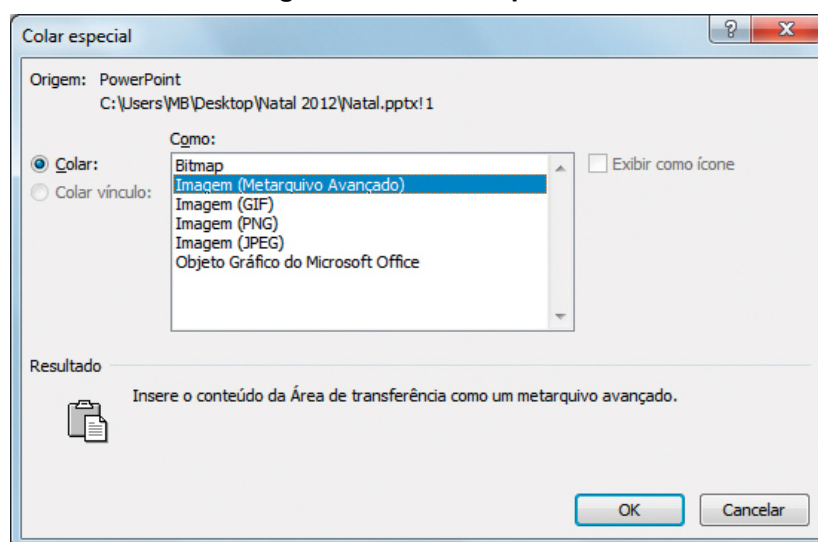 Colar especial
Origem: PowerPoint
C:\Users\MB\Desktop\Natal 2012\Natal.pptx!1
Como:
Colar:
Colar vínculo:
Bitmap
Imagem (Metarquivo Avançado)
Imagem (GIF)
Imagem (PNG)
Imagem (JPEG)
Objeto Gráfico do Microsoft Office
Exibir como ícone
Resultado
Insere o conteúdo da Área de transferência como um metarquivo avançado.
OK Cancelar